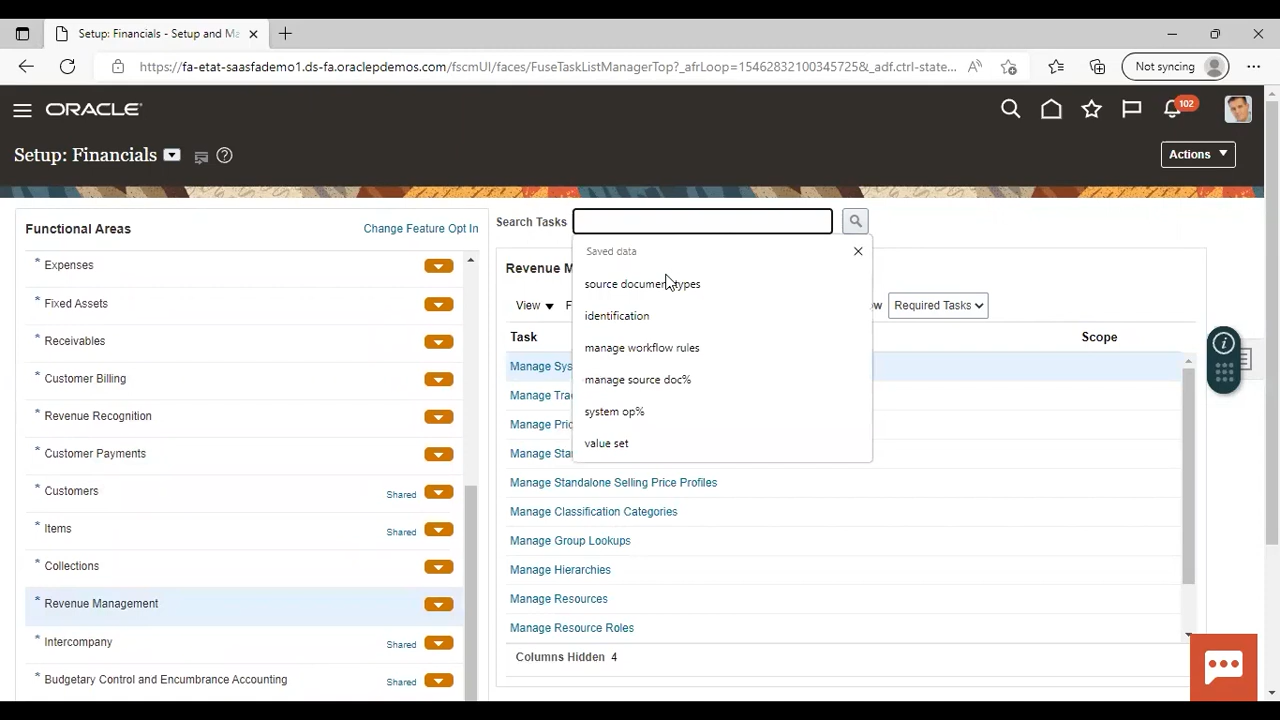 Setup: Financials - Setup and Ma
https://fa-etat-saasfademo1.ds-fa.oraclepdemos.com/fscmUI/faces/FuseTaskListManagerTop?_afrLoop=15462832100345725&_adf.ctrl-state...
Not syncing
ORACLE
102
Setup: Financials
Actions
Functional Areas
Change Feature Opt In
* Expenses
* Fixed Assets
* Receivables
* Customer Billing
* Revenue Recognition
* Customer Payments
* Customers Shared
* Items Shared
* Collections
* Revenue Management
* Intercompany Shared
* Budgetary Control and Encumbrance Accounting Shared
Search Tasks
Saved data
source document types
identification
manage workflow rules
manage source doc%
system op%
value set
Revenue M
View F ow Required Tasks
Task Scope
Manage Sys
Manage Tra
Manage Pric
Manage Sta
Manage Standalone Selling Price Profiles
Manage Classification Categories
Manage Group Lookups
Manage Hierarchies
Manage Resources
Manage Resource Roles
Columns Hidden 4